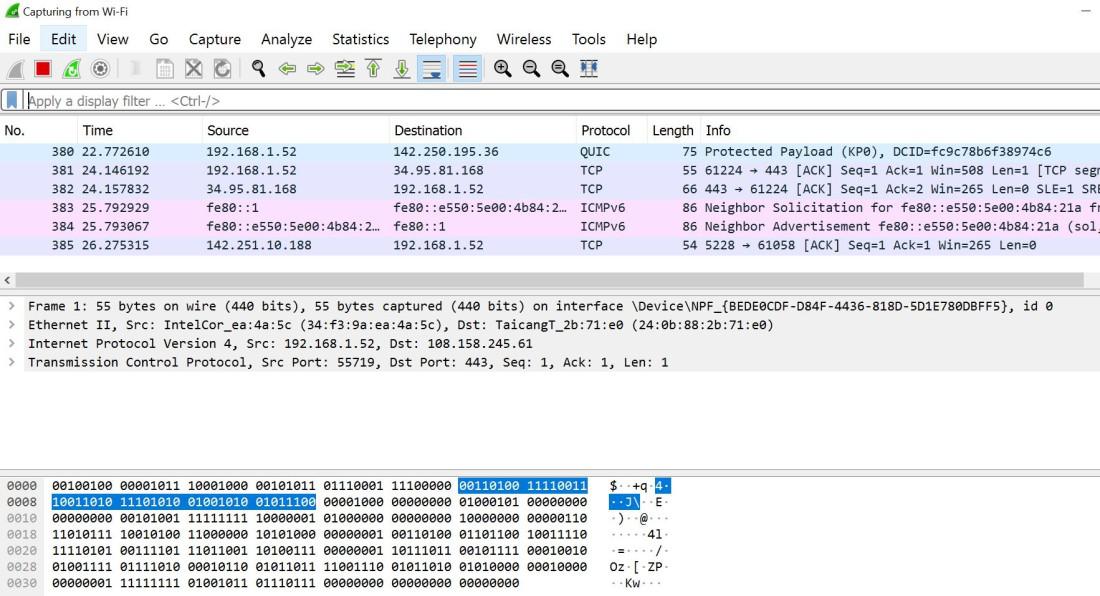 Capturing from Wi-Fi
File Edit View Go Capture Analyze Statistics Telephony Wireless Tools Help
Apply a display filter ... <Ctrl-/>
No. Time Source Destination Protocol Length Info
380 22.772610 192.168.1.52 142.250.195.36 QUIC 75 Protected Payload (KP0), DCID=fc9c78b6f38974c6
381 24.146192 192.168.1.52 34.95.81.168 TCP 55 61224 → 443 [ACK] Seq=1 Ack=1 Win=508 Len=1 [TCP segm
382 24.157832 34.95.81.168 192.168.1.52 TCP 66 443 → 61224 [ACK] Seq=1 Ack=2 Win=265 Len=0 SLE=1 SRE
383 25.792929 fe80::1 fe80::e550:5e00:4b84:2… ICMPv6 86 Neighbor Solicitation for fe80::e550:5e00:4b84:21a fr
384 25.793067 fe80::e550:5e00:4b84:2… fe80::1 ICMPv6 86 Neighbor Advertisement fe80::e550:5e00:4b84:21a (sol,
385 26.275315 142.251.10.188 192.168.1.52 TCP 54 5228 → 61058 [ACK] Seq=1 Ack=1 Win=265 Len=0
Frame 1: 55 bytes on wire (440 bits), 55 bytes captured (440 bits) on interface \Device\NPF_{BEDE0CDF-D84F-4436-818D-5D1E780DBFF5}, id 0
Ethernet II, Src: IntelCor_ea:4a:5c (34:f3:9a:ea:4a:5c), Dst: TaicangT_2b:71:e0 (24:0b:88:2b:71:e0)
Internet Protocol Version 4, Src: 192.168.1.52, Dst: 108.158.245.61
Transmission Control Protocol, Src Port: 55719, Dst Port: 443, Seq: 1, Ack: 1, Len: 1
0000 00100100 00001011 10001000 00101011 01110001 11100000 00110100 11110011 $··+q·4·
0008 10011010 11101010 01001010 01011100 00001000 00000000 01000101 00000000 ··J\··E·
0010 00000000 00101001 11111111 10000001 01000000 00000000 10000000 00000110 ·)··@···
0018 11010111 10010100 11000000 10101000 00000001 00110100 01101100 10011110 ·····4l·
0020 11110101 00111101 11011001 10100111 00000001 10111011 00101111 00010010 ·=····/·
0028 01001111 01111010 00010110 01011011 11001110 01011010 01010000 00010000 Oz·[·ZP·
0030 00000001 11111111 01001011 01110111 00000000 00000000 00000000 ··Kw···